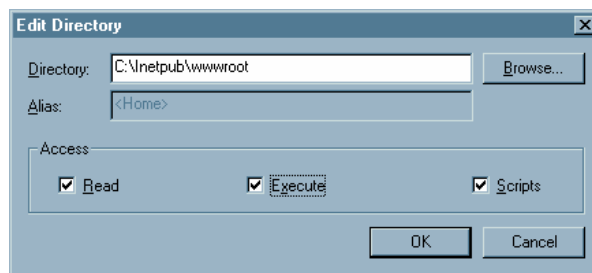 Edit Directory
Directory: C:\Inetpub\wwwroot Browse...
Alias: <Home>
Access
Read Execute Scripts
OK Cancel